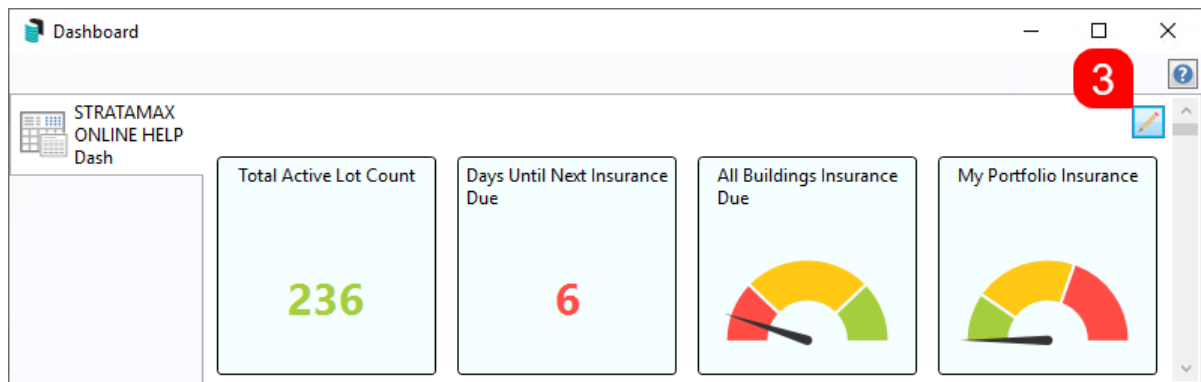 Dashboard
3
?
STRATAMAX
ONLINE HELP
Dash
Total Active Lot Count
236
Days Until Next Insurance
Due
6
All Buildings Insurance
Due
My Portfolio Insurance